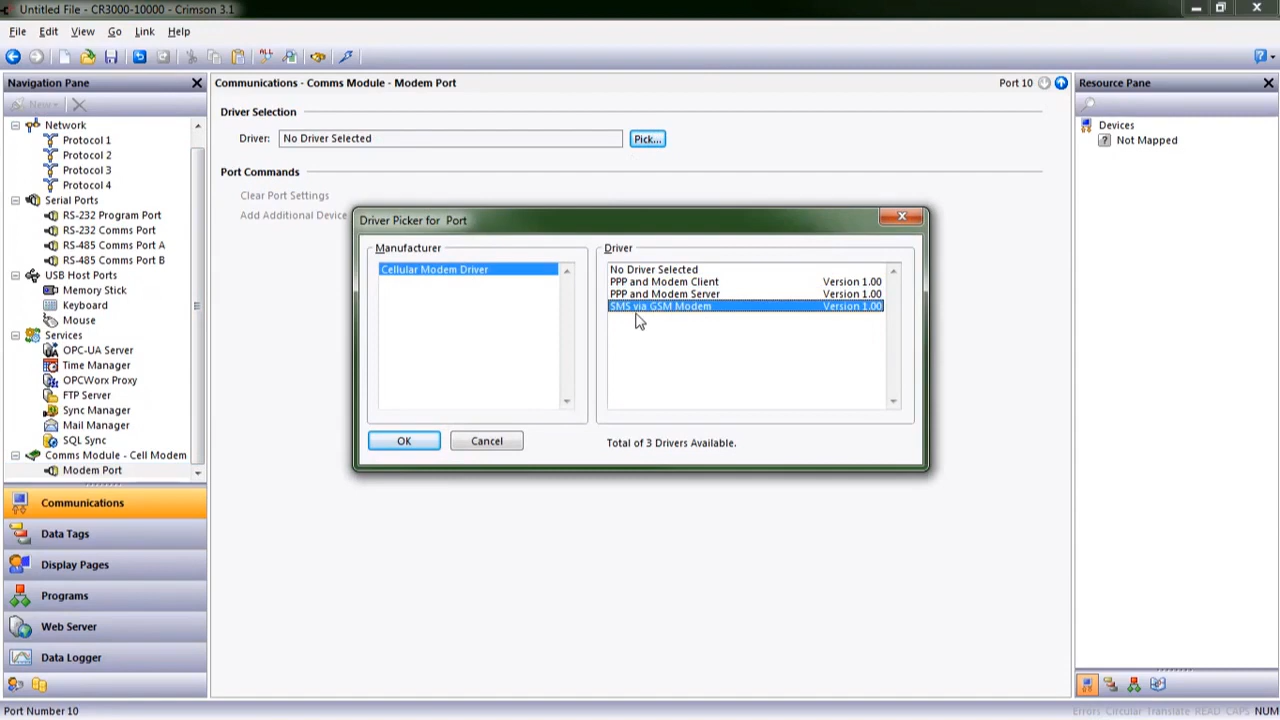 Untitled File - CR3000-10000 - Crimson 3.1
File Edit View Go Link Help
Navigation Pane
Communications - Comms Module - Modem Port
Port 10
Resource Pane
New
Network
Protocol 1
Protocol 2
Protocol 3
Protocol 4
Serial Ports
RS-232 Program Port
RS-232 Comms Port
RS-485 Comms Port A
RS-485 Comms Port B
USB Host Ports
Memory Stick
Keyboard
Mouse
Services
OPC-UA Server
Time Manager
OPCWorx Proxy
FTP Server
Sync Manager
Mail Manager
SQL Sync
Comms Module - Cell Modem
Modem Port
Communications
Data Tags
Display Pages
Programs
Web Server
Data Logger
Driver Selection
Driver: No Driver Selected Pick...
Port Commands
Clear Port Settings
Add Additional Device
Driver Picker for Port
Manufacturer
Cellular Modem Driver
Driver
No Driver Selected
PPP and Modem Client Version 1.00
PPP and Modem Server Version 1.00
SMS via GSM Modem Version 1.00
OK Cancel
Total of 3 Drivers Available.
Devices
Not Mapped
Port Number 10
Errors Circular Translate READ CAPS NUM